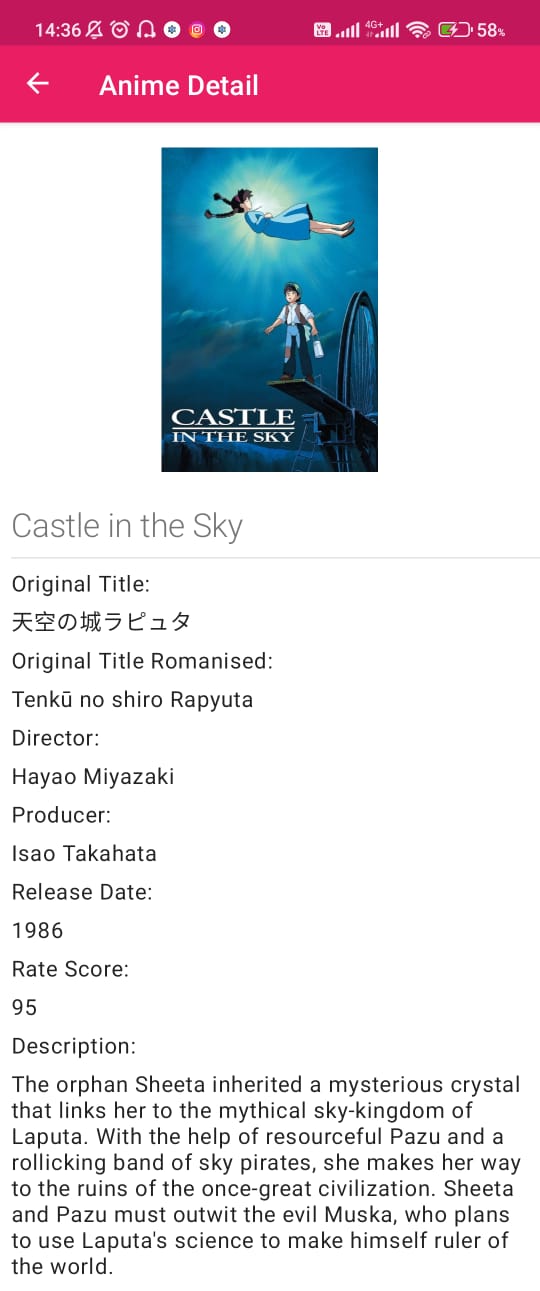 14:36 Vo LTE 4G+ 58%
Anime Detail
CASTLE
IN THE SKY
Castle in the Sky
Original Title:
天空の城ラピュタ
Original Title Romanised:
Tenkū no shiro Rapyuta
Director:
Hayao Miyazaki
Producer:
Isao Takahata
Release Date:
1986
Rate Score:
95
Description:
The orphan Sheeta inherited a mysterious crystal
that links her to the mythical sky-kingdom of
Laputa. With the help of resourceful Pazu and a
rollicking band of sky pirates, she makes her way
to the ruins of the once-great civilization. Sheeta
and Pazu must outwit the evil Muska, who plans
to use Laputa's science to make himself ruler of
the world.